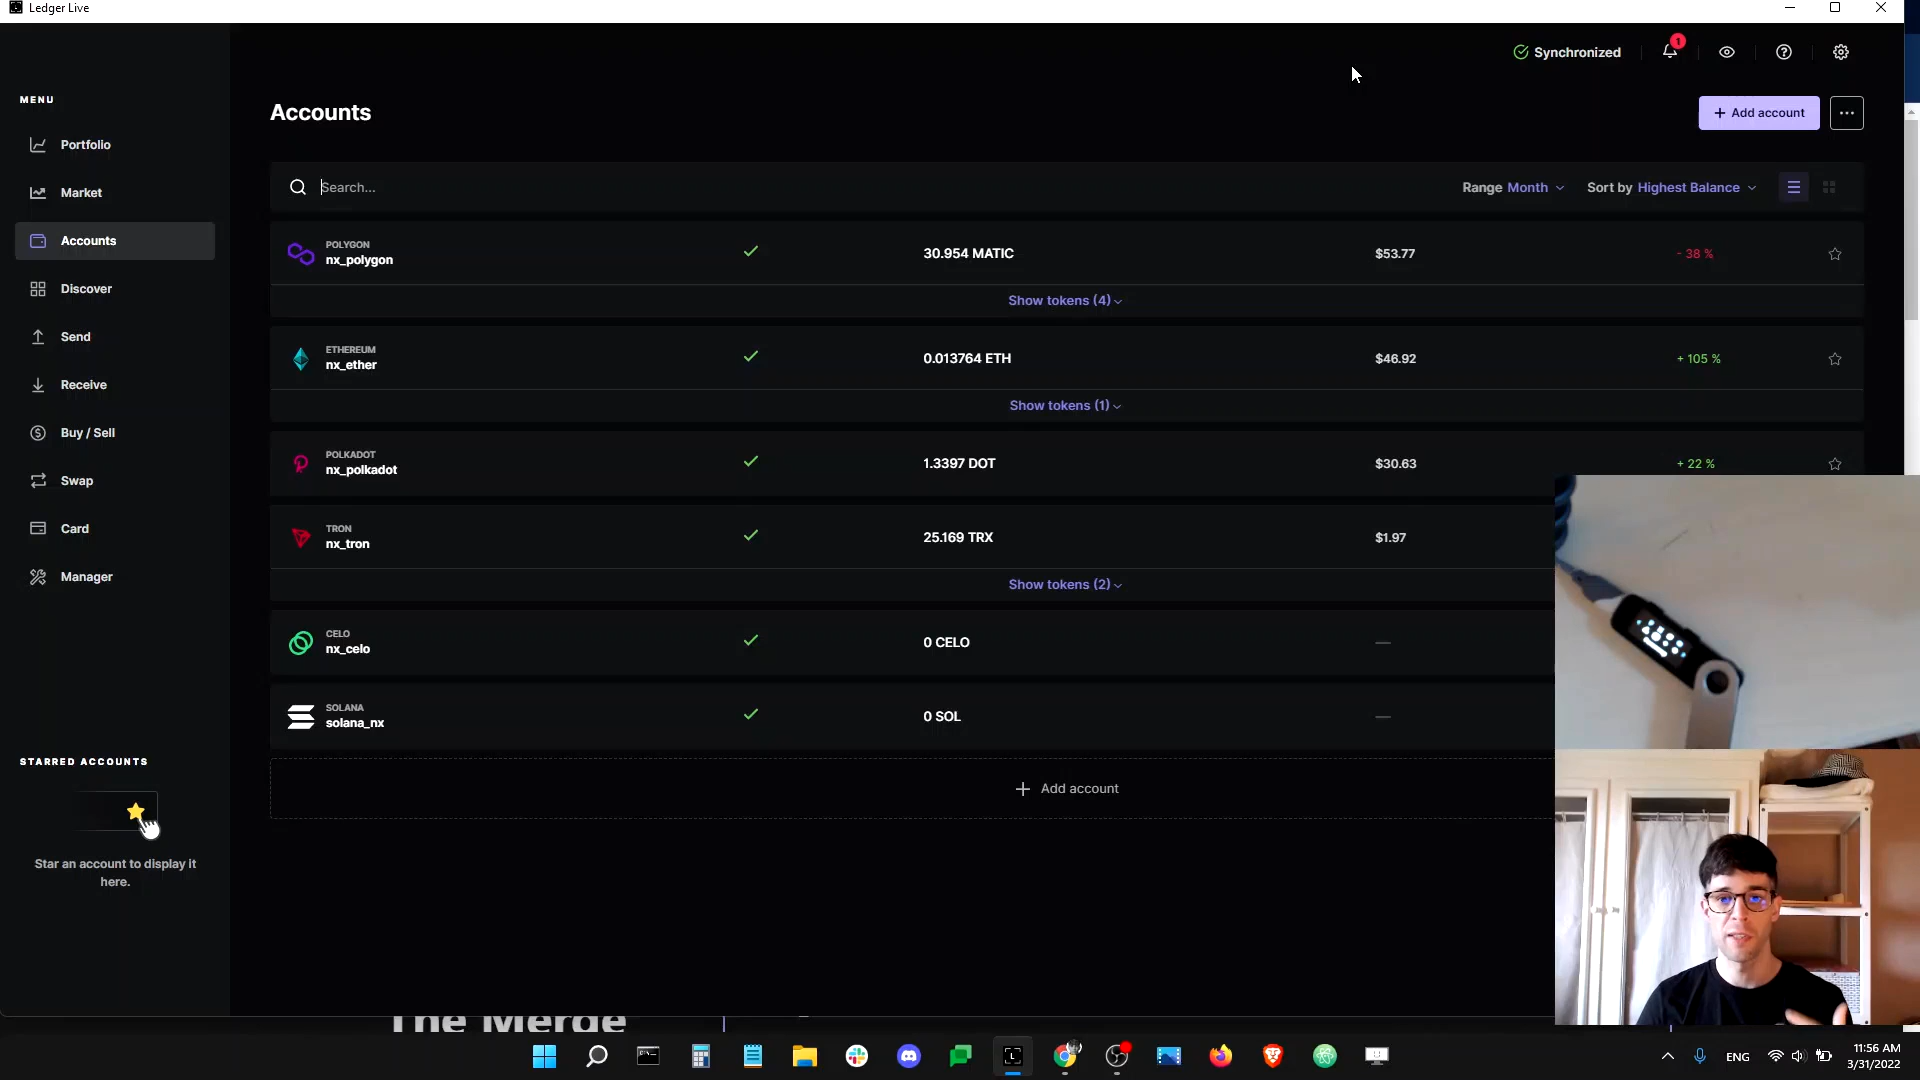 Ledger Live
Synchronized
1
MENU
Portfolio
Market
Accounts
Discover
Send
Receive
Buy / Sell
Swap
Card
Manager
STARRED ACCOUNTS
Star an account to display it
here.
Accounts
+ Add account
Search...
Range Month
Sort by Highest Balance
POLYGON
nx_polygon
30.954 MATIC
$53.77
- 38 %
Show tokens (4)
ETHEREUM
nx_ether
0.013764 ETH
$46.92
+ 105 %
Show tokens (1)
POLKADOT
nx_polkadot
1.3397 DOT
$30.63
+ 22 %
TRON
nx_tron
25.169 TRX
$1.97
Show tokens (2)
CELO
nx_celo
0 CELO
—
SOLANA
solana_nx
0 SOL
—
+ Add account
The Merge
ENG
11:56 AM
3/31/2022